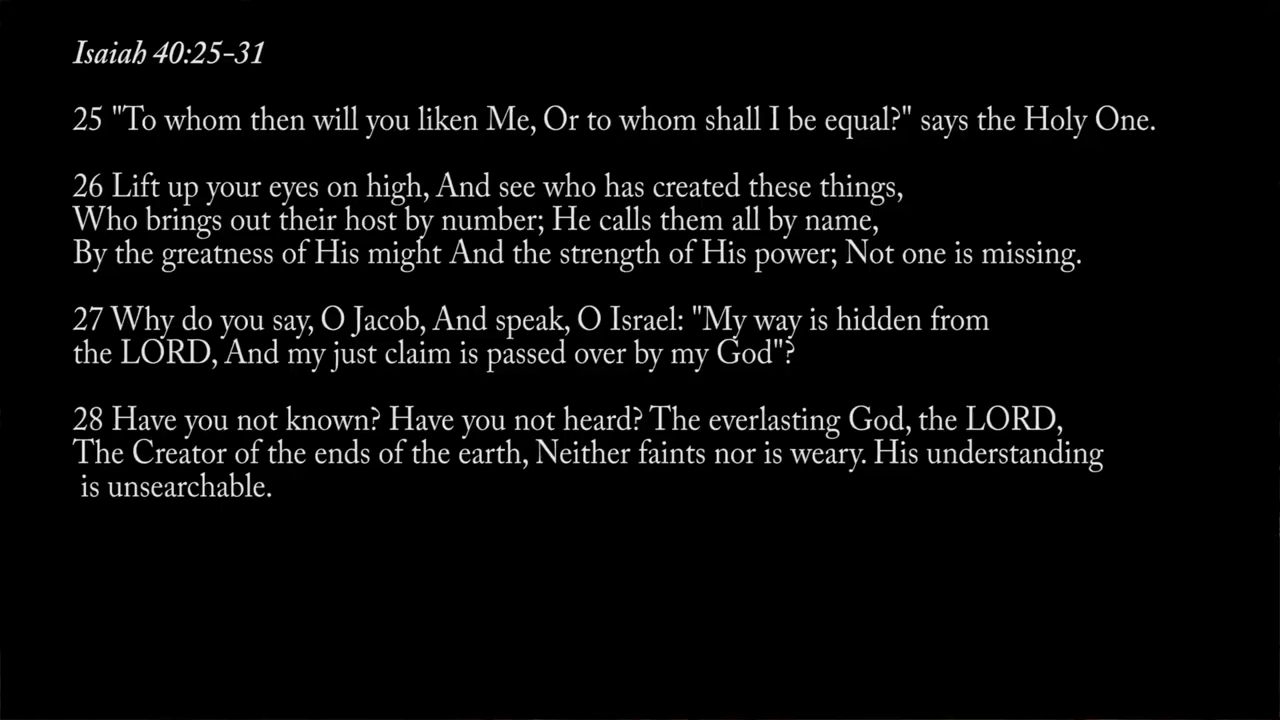 Isaiah 40:25-31
25 "To whom then will you liken Me, Or to whom shall I be equal?" says the Holy One.
26 Lift up your eyes on high, And see who has created these things,
Who brings out their host by number; He calls them all by name,
By the greatness of His might And the strength of His power; Not one is missing.
27 Why do you say, O Jacob, And speak, O Israel: "My way is hidden from
the LORD, And my just claim is passed over by my God"?
28 Have you not known? Have you not heard? The everlasting God, the LORD,
The Creator of the ends of the earth, Neither faints nor is weary. His understanding
is unsearchable.